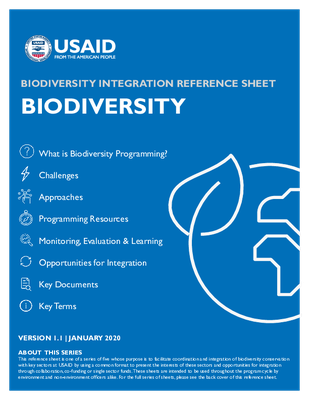 USAID
USAID
FROM THE AMERICAN PEOPLE
BIODIVERSITY INTEGRATION REFERENCE SHEET
BIODIVERSITY
? What is Biodiversity Programming?
Challenges
Approaches
Programming Resources
Monitoring, Evaluation & Learning
Opportunities for Integration
Key Documents
Key Terms
VERSION 1.1 | JANUARY 2020
ABOUT THIS SERIES
This reference sheet is one of a series of five whose purpose is to facilitate coordination and integration of biodiversity conservation
with key sectors at USAID by using a common format to present the interests of these sectors and opportunities for integration
through collaboration, co-funding or single sector funds. These sheets are intended to be used throughout the program cycle by
environment and non-environment officers alike. For the full series of sheets, please see the back cover of this reference sheet.